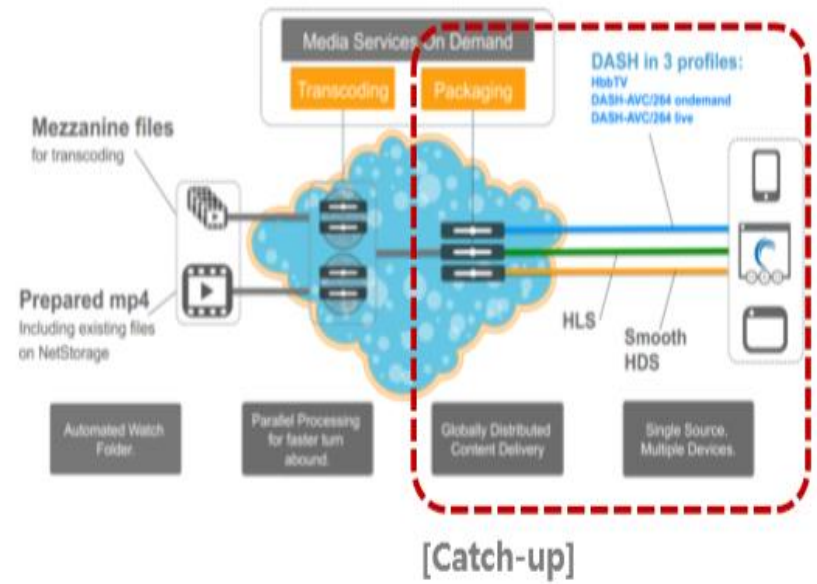 Media Services On Demand
Transcoding
Packaging
DASH in 3 profiles:
HbbTV
DASH-AVC/264 ondemand
DASH-AVC/264 live
Mezzanine files
for transcoding
Prepared mp4
Including existing files
on NetStorage
HLS
Smooth
HDS
Automated Watch
Folder.
Parallel Processing
for faster turn
abound.
Globally Distributed
Content Delivery
Single Source,
Multiple Devices.
[Catch-up]